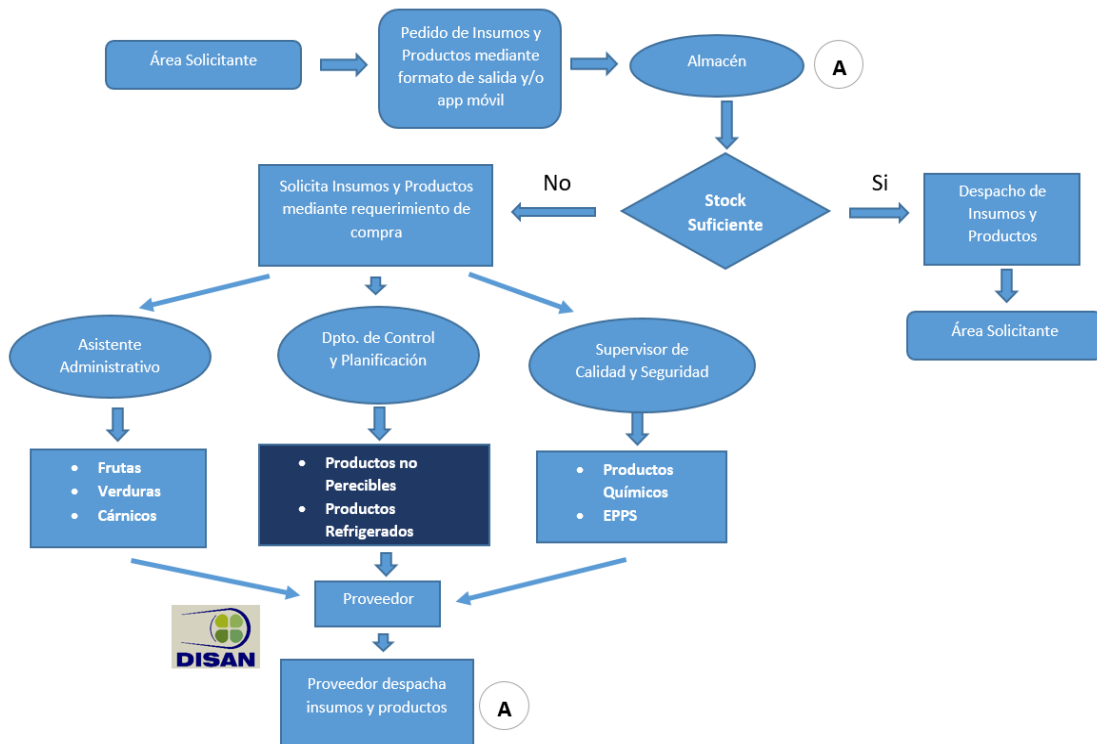 Área Solicitante
Pedido de Insumos y
Productos mediante
formato de salida y/o
app móvil
Almacén
A
Solicita Insumos y Productos
mediante requerimiento de
compra
No
Stock
Suficiente
Si
Despacho de
Insumos y
Productos
Área Solicitante
Asistente
Administrativo
Dpto. de Control
y Planificación
Supervisor de
Calidad y Seguridad
• Frutas
• Verduras
• Cárnicos
• Productos no
Perecibles
• Productos
Refrigerados
• Productos
Químicos
• EPPS
Proveedor
DISAN
Proveedor despacha
insumos y productos
A